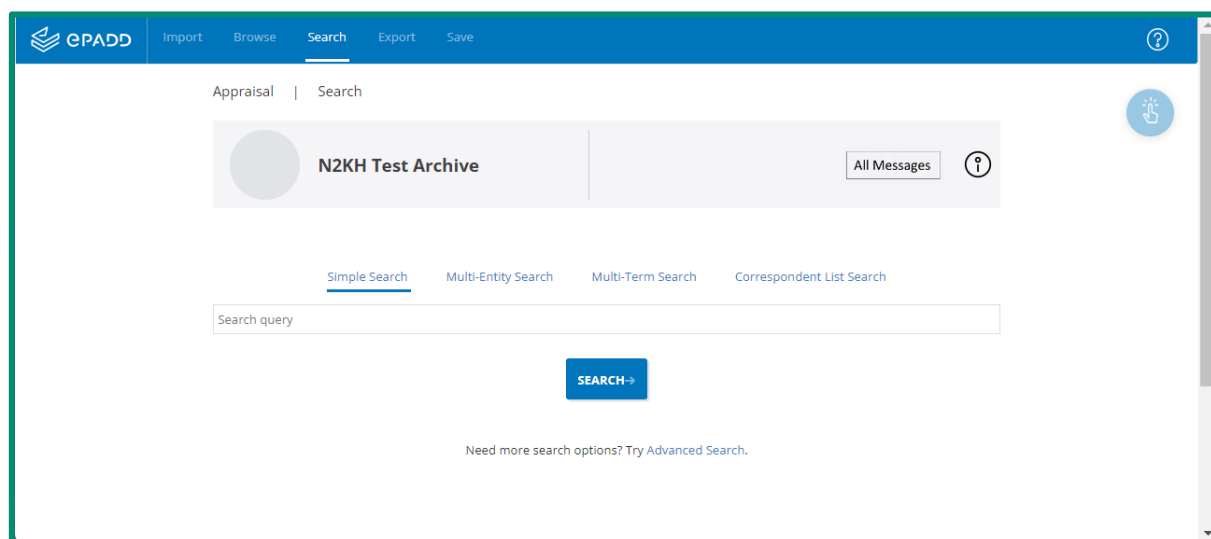 ePADD Import Browse Search Export Save
Appraisal | Search
N2KH Test Archive All Messages
Simple Search Multi-Entity Search Multi-Term Search Correspondent List Search
Search query
SEARCH→
Need more search options? Try Advanced Search.